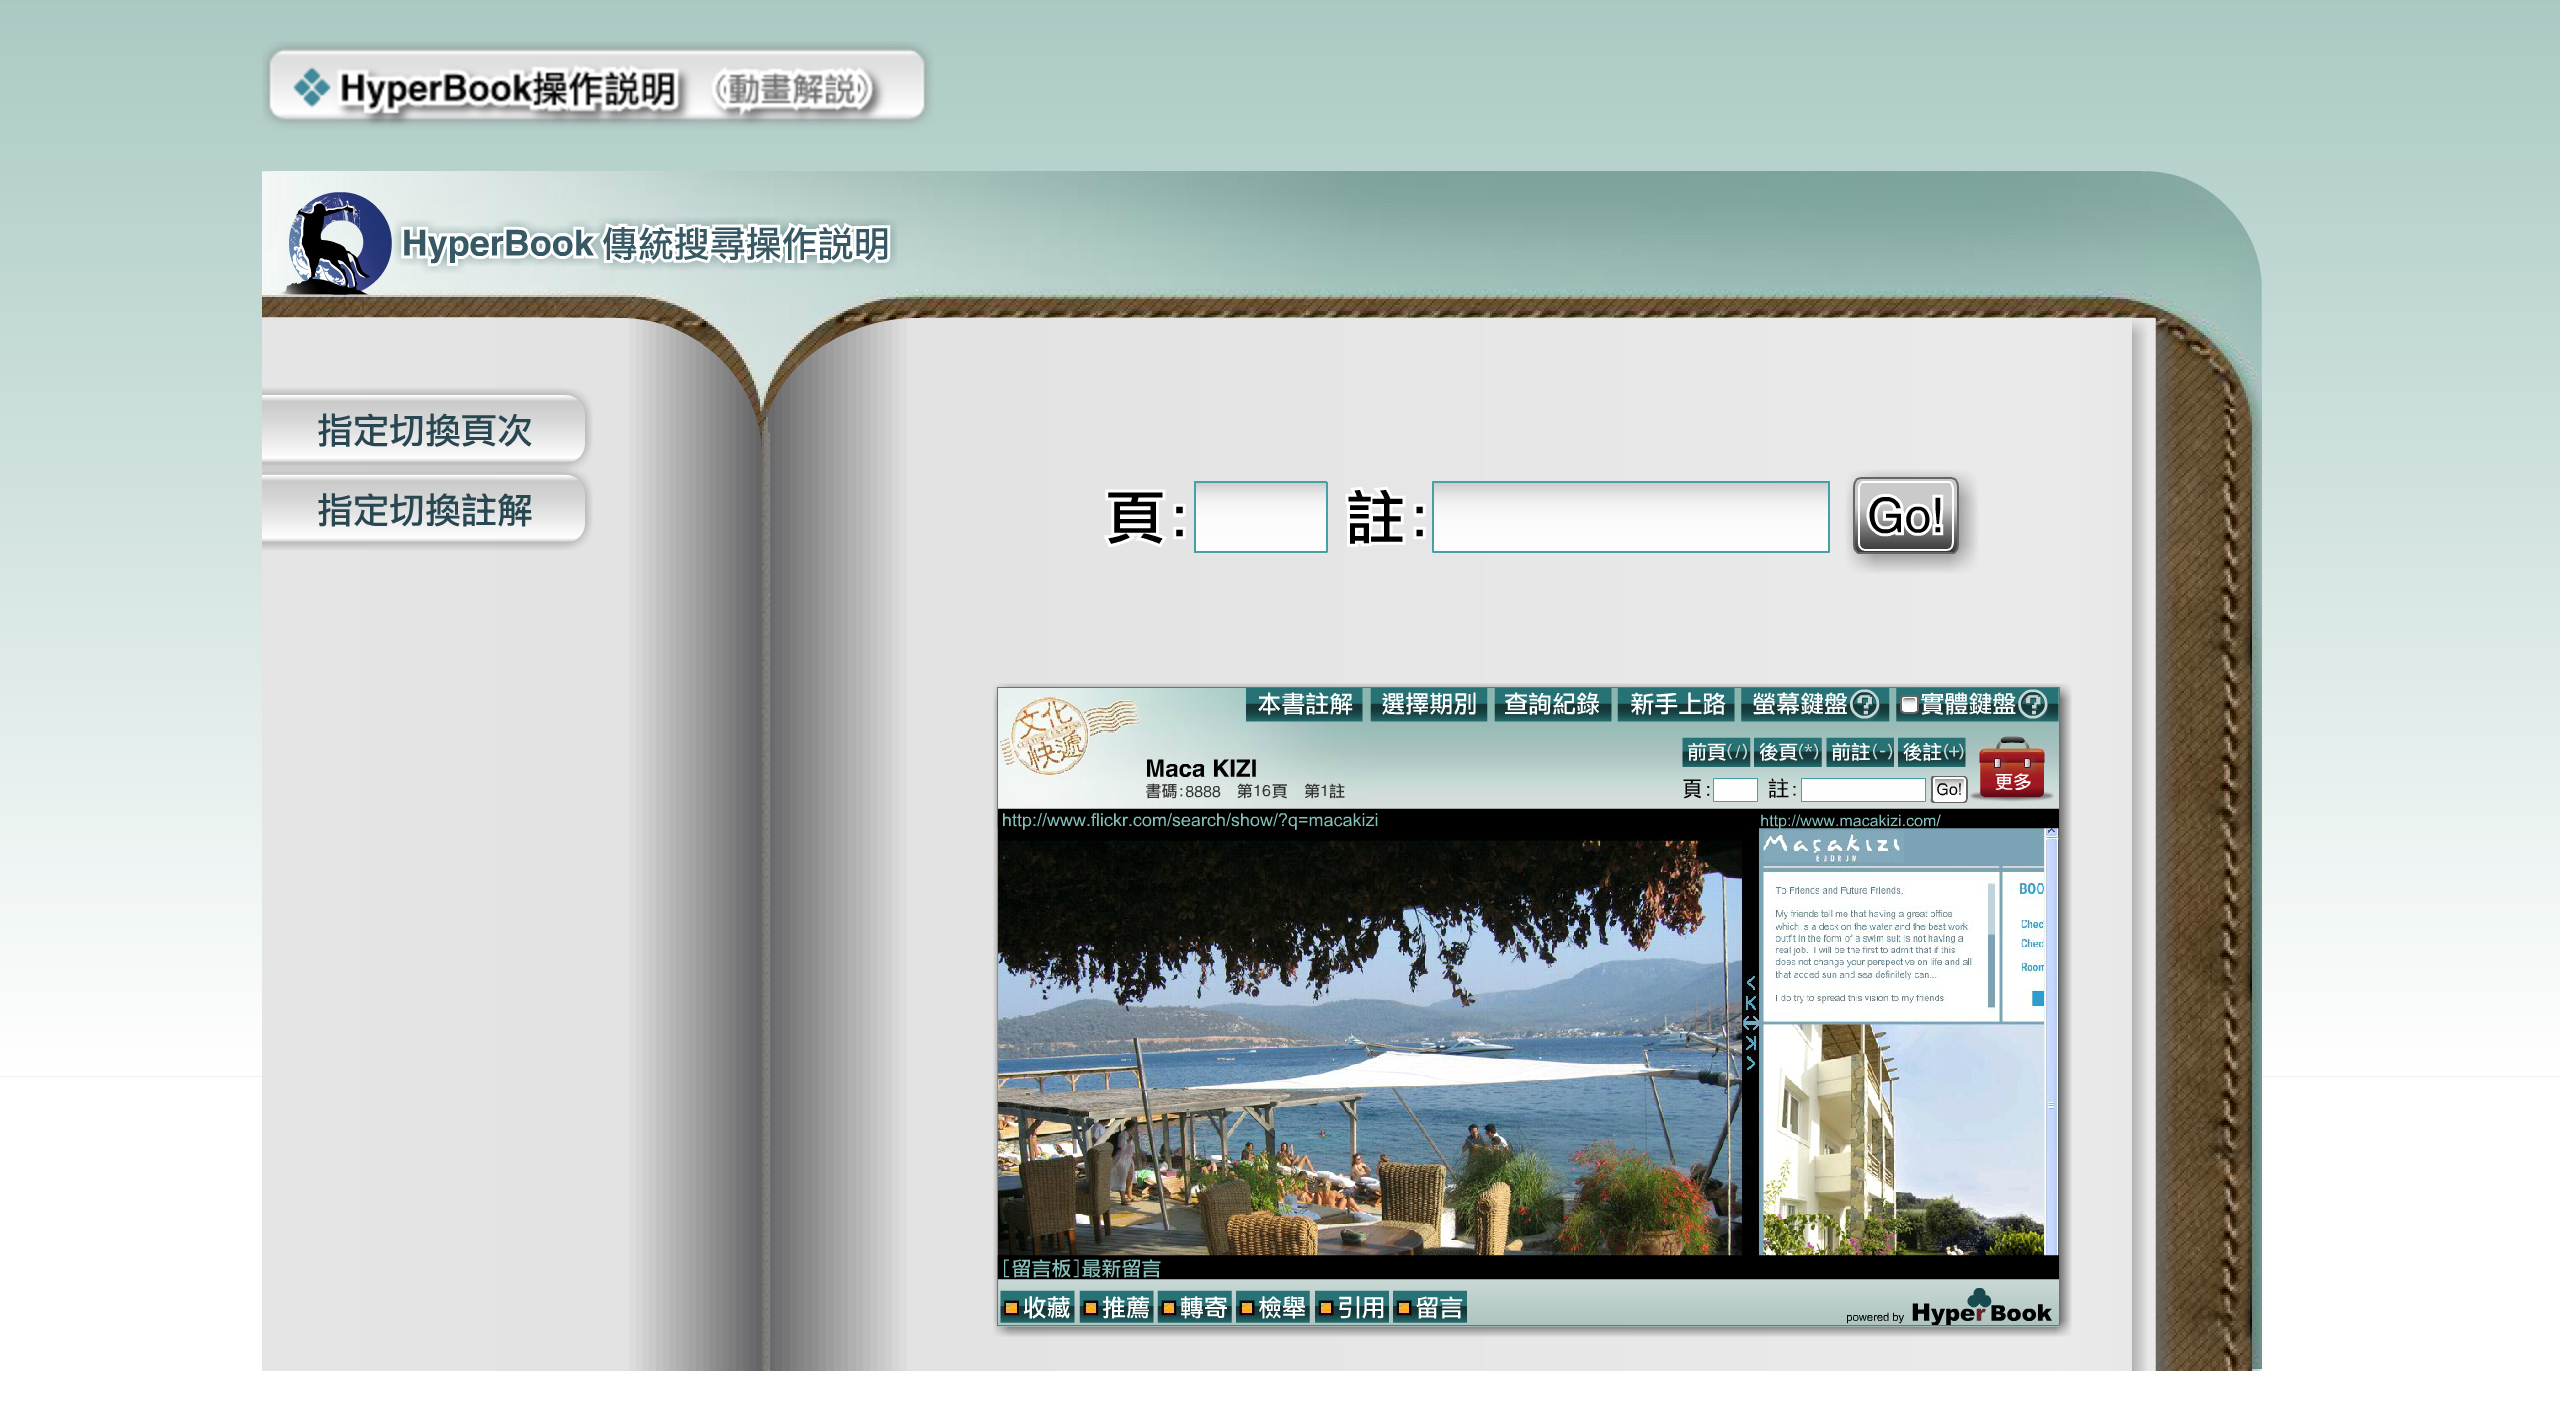 HyperBook操作説明 (動畫解説)
HyperBook 傳統搜尋操作説明
指定切換頁次
指定切換註解
頁: 註: Go!
本書註解 選擇期別 查詢紀錄 新手上路 螢幕鍵盤? 實體鍵盤?
文化快遞
前頁(/) 後頁(*) 前註(-) 後註(+)
更多
Maca KIZI
書碼:8888 第16頁 第1註
頁: 註: Go!
http://www.flickr.com/search/show/?q=macakizi
http://www.macakizi.com/
Macakizi
BODRUM
To Friends and Future Friends.
My friends tell me that having a great office
which is a deck on the water and the best work
outfit in the form of a swim suit is not having a
real job. I will be the first to admit that if this
does not change your perspective on life and all
that added sun and sea definitely can...
I do try to spread this vision to my friends
BOO
Chec
Chec
Room
[留言板]最新留言
收藏 推薦 轉寄 檢舉 引用 留言
powered by HyperBook